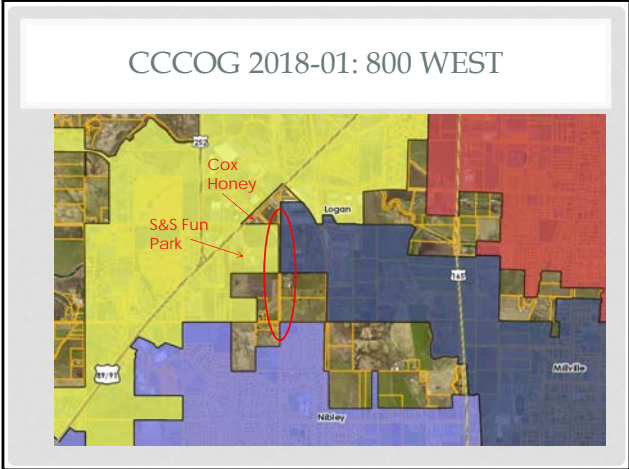 CCCOG 2018-01: 800 WEST
252
Cox
Honey
Logan
S&S Fun
Park
165
89/91
Millville
Nibley